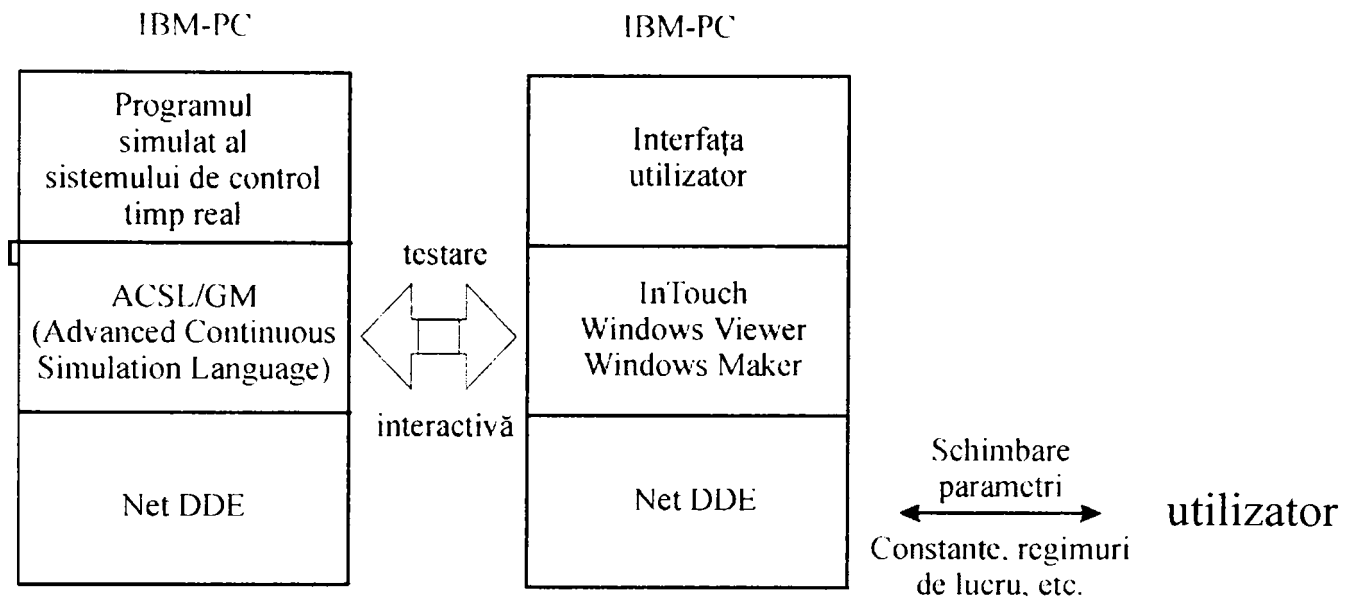 IBM-PC
IBM-PC
Programul
simulat al
sistemului de control
timp real
Interfața
utilizator
testare
ACSL/GM
(Advanced Continuous
Simulation Language)
InTouch
Windows Viewer
Windows Maker
interactivă
Net DDE
Net DDE
Schimbare
parametri
utilizator
Constante, regimuri
de lucru, etc.